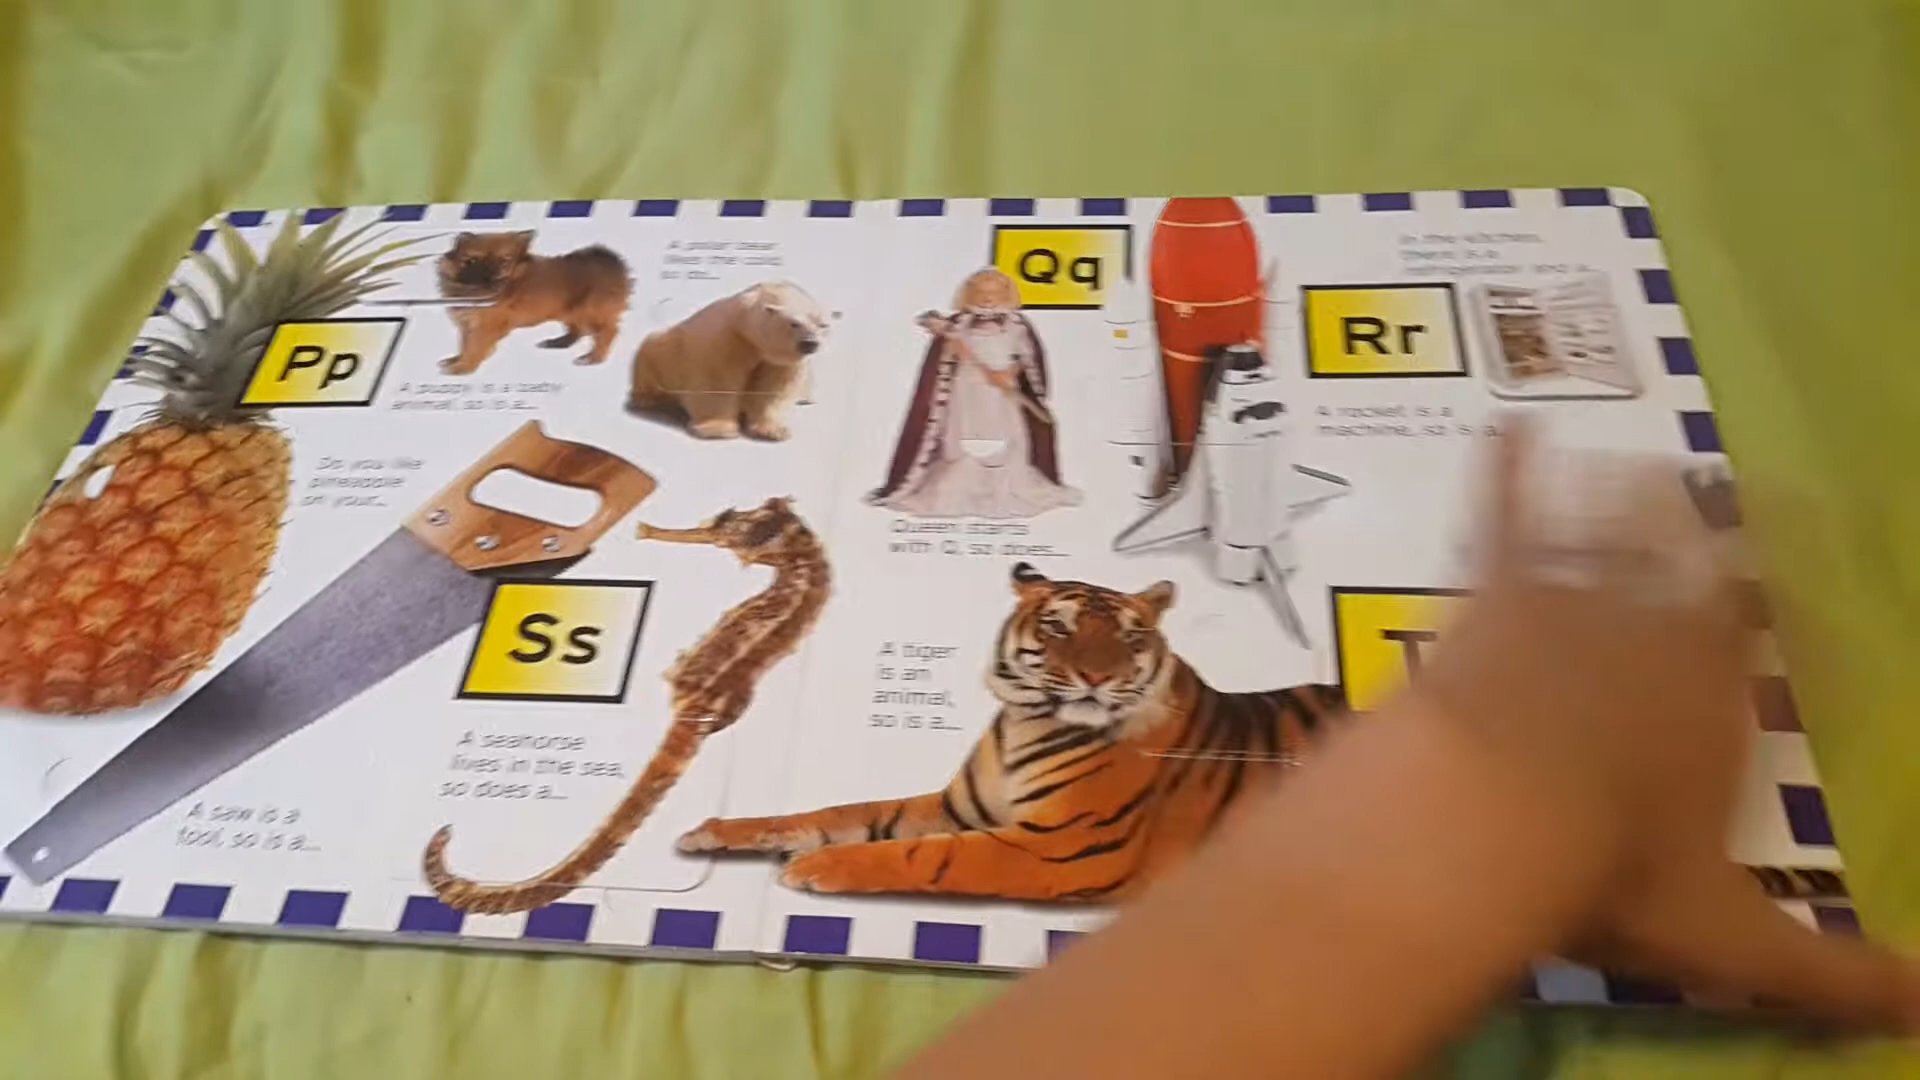 Pp
A puppy is a baby
animal, so is a...
A polar bear
likes the cold,
so do...
Do you like
pineapple
on your...
Ss
A seahorse
lives in the sea,
so does a...
A saw is a
tool, so is a...
Qq
Queen starts
with Q, so does...
Rr
In the kitchen,
there is a
refrigerator and a...
A rocket is a
machine, so is a...
A tiger
is an
animal,
so is a...
T